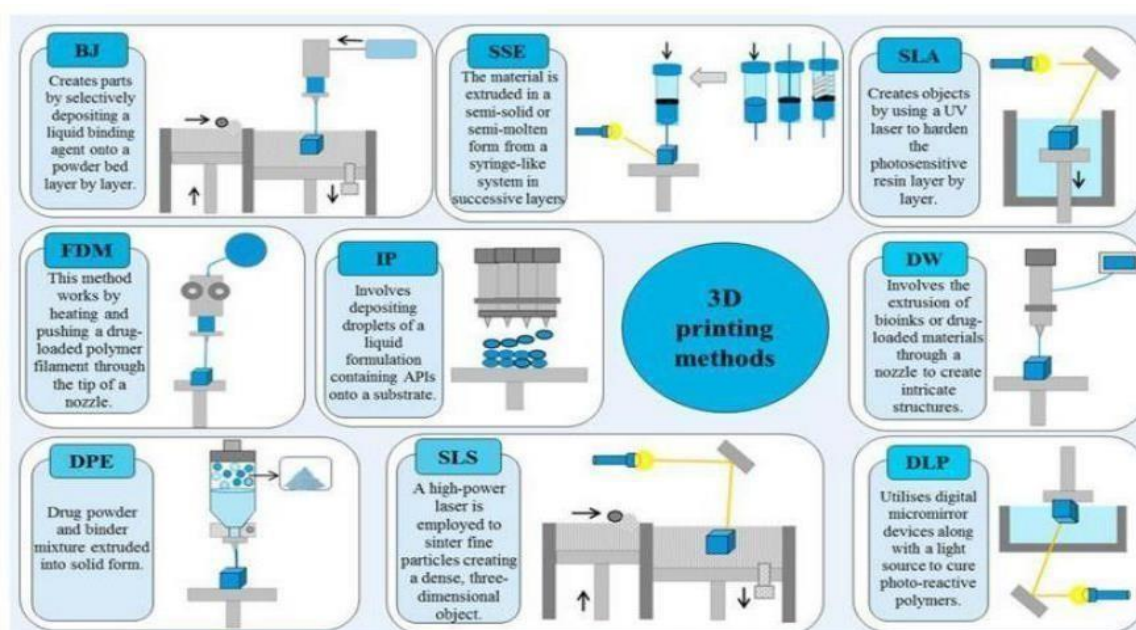 BJ
Creates parts
by selectively
depositing a
liquid binding
agent onto a
powder bed
layer by layer.
SSE
The material is
extruded in a
semi-solid or
semi-molten
form from a
syringe-like
system in
successive layers
SLA
Creates objects
by using a UV
laser to harden
the
photosensitive
resin layer by
layer.
FDM
This method
works by
heating and
pushing a drug-
loaded polymer
filament through
the tip of a
nozzle.
IP
Involves
depositing
droplets of a
liquid
formulation
containing APIs
onto a substrate.
3D
printing
methods
DW
Involves the
extrusion of
bioinks or drug-
loaded materials
through a
nozzle to create
intricate
structures.
DPE
Drug powder
and binder
mixture extruded
into solid form.
SLS
A high-power
laser is
employed to
sinter fine
particles creating
a dense, three-
dimensional
object.
DLP
Utilises digital
micromirror
devices along
with a light
source to cure
photo-reactive
polymers.